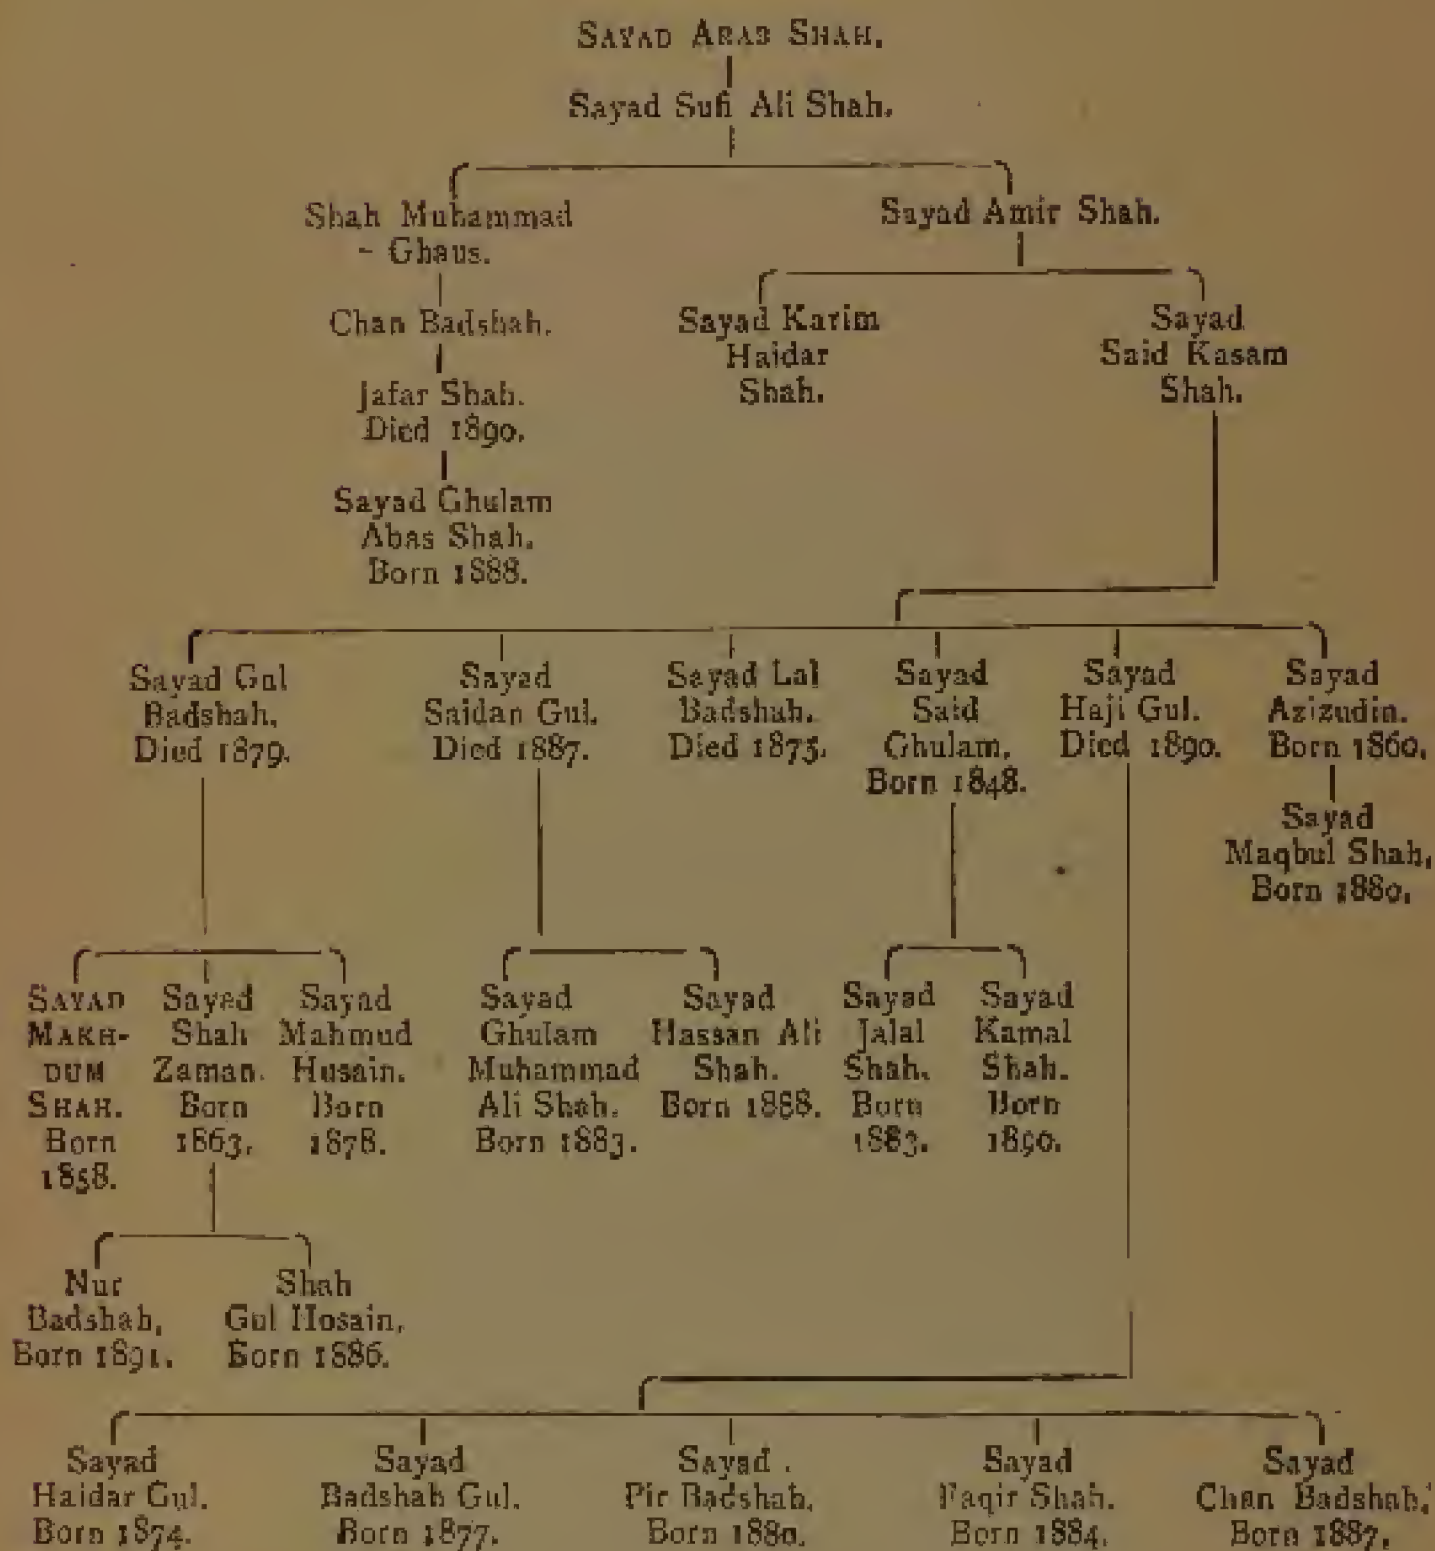 SAYAD ARAB SHAH.
Sayad Sufi Ali Shah.
Shah Muhammad
- Ghaus.
Sayad Amir Shah.
Chan Badshah.
Sayad Karim
Haidar
Shah.
Sayad
Said Kasam
Shah.
Jafar Shah.
Died 1890.
Sayad Ghulam
Abas Shah.
Born 1888.
Sayad Gul
Badshah.
Died 1879.
Sayad
Saidan Gul.
Died 1887.
Sayad Lal
Badshah.
Died 1875.
Sayad
Said
Ghulam.
Born 1848.
Sayad
Haji Gul.
Died 1890.
Sayad
Azizudin.
Born 1860.
Sayad
Maqbul Shah.
Born 1880.
SAYAD
MAKH-
DUM
SHAH.
Born
1858.
Sayad
Shah
Zaman.
Born
1863.
Sayad
Mahmud
Husain.
Born
1878.
Sayad
Ghulam
Muhammad
Ali Shah.
Born 1883.
Sayad
Hassan Ali
Shah.
Born 1888.
Sayad
Jalal
Shah.
Born
1883.
Sayad
Kamal
Shah.
Born
1890.
Nur
Badshah,
Born 1891.
Shah
Gul Hosain,
Born 1886.
Sayad
Haidar Gul.
Born 1874.
Sayad
Badshah Gul.
Born 1877.
Sayad
Pir Badshah.
Born 1880.
Sayad
Faqir Shah.
Born 1884.
Sayad
Chan Badshah.
Born 1887.